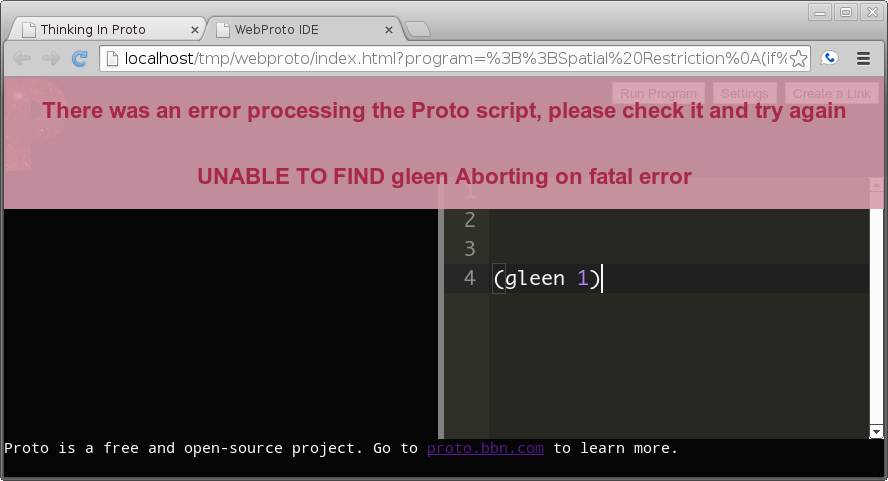 Thinking In Proto
WebProto IDE
localhost/tmp/webproto/index.html?program=%3B%3BSpatial%20Restriction%0A(if%
Run Program Settings Create a Link
There was an error processing the Proto script, please check it and try again
UNABLE TO FIND gleen Aborting on fatal error
1
2
3
4 (gleen 1)
Proto is a free and open-source project. Go to proto.bbn.com to learn more.